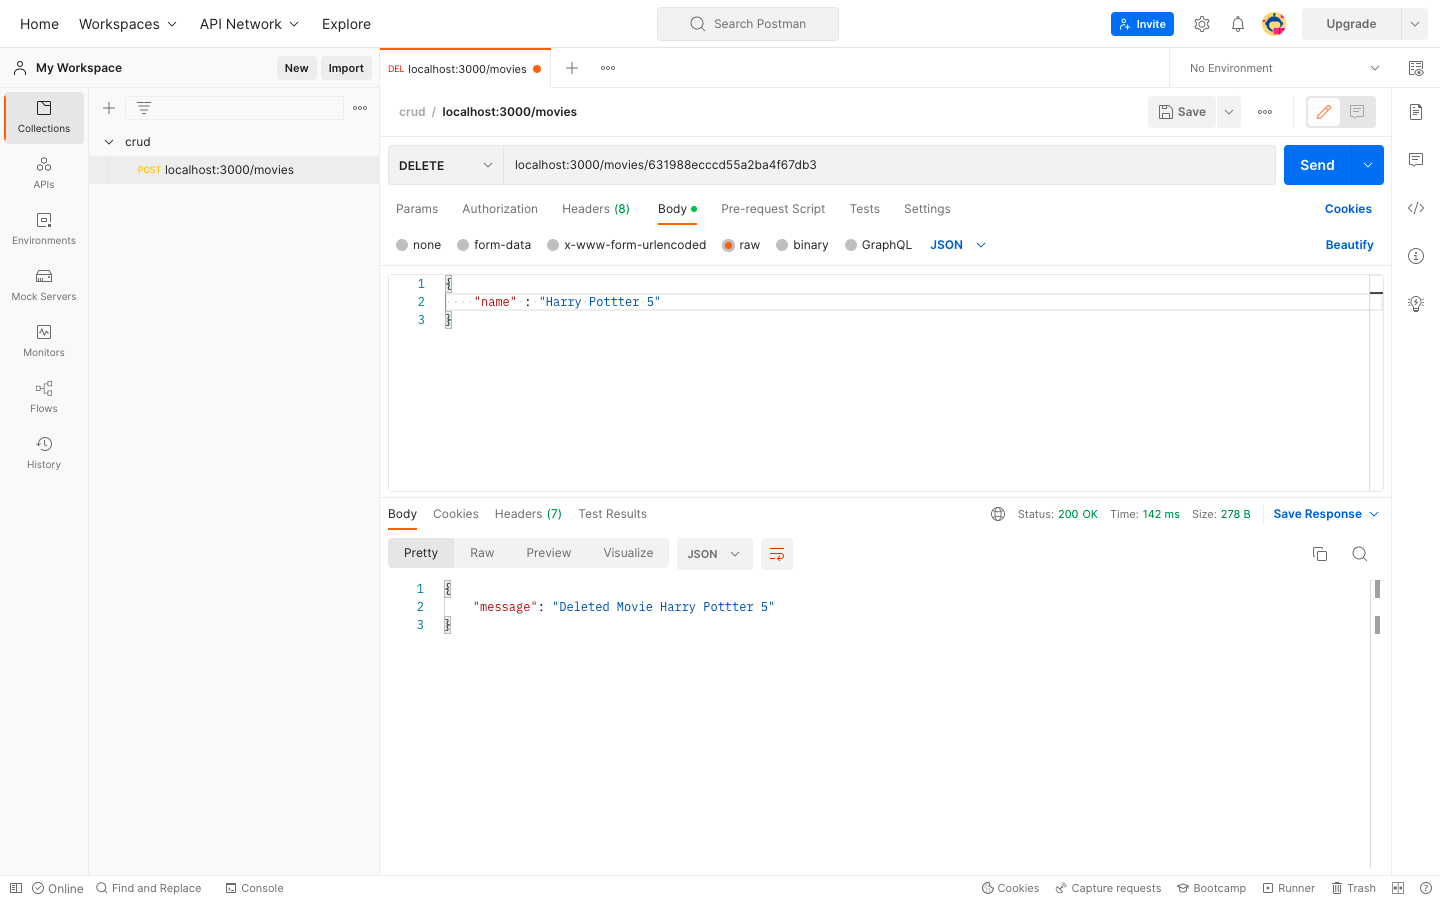 Home Workspaces API Network Explore Search Postman Invite Upgrade
My Workspace New Import DEL localhost:3000/movies No Environment
Collections
APIs
Environments
Mock Servers
Monitors
Flows
History
crud
POST localhost:3000/movies
crud / localhost:3000/movies Save
DELETE localhost:3000/movies/631988ecccd55a2ba4f67db3 Send
Params Authorization Headers (8) Body Pre-request Script Tests Settings Cookies
none form-data x-www-form-urlencoded raw binary GraphQL JSON Beautify
1 {
2 "name" : "Harry Pottter 5"
3 }
Body Cookies Headers (7) Test Results Status: 200 OK Time: 142 ms Size: 278 B Save Response
Pretty Raw Preview Visualize JSON
1 {
2 "message": "Deleted Movie Harry Pottter 5"
3 }
Online Find and Replace Console Cookies Capture requests Bootcamp Runner Trash